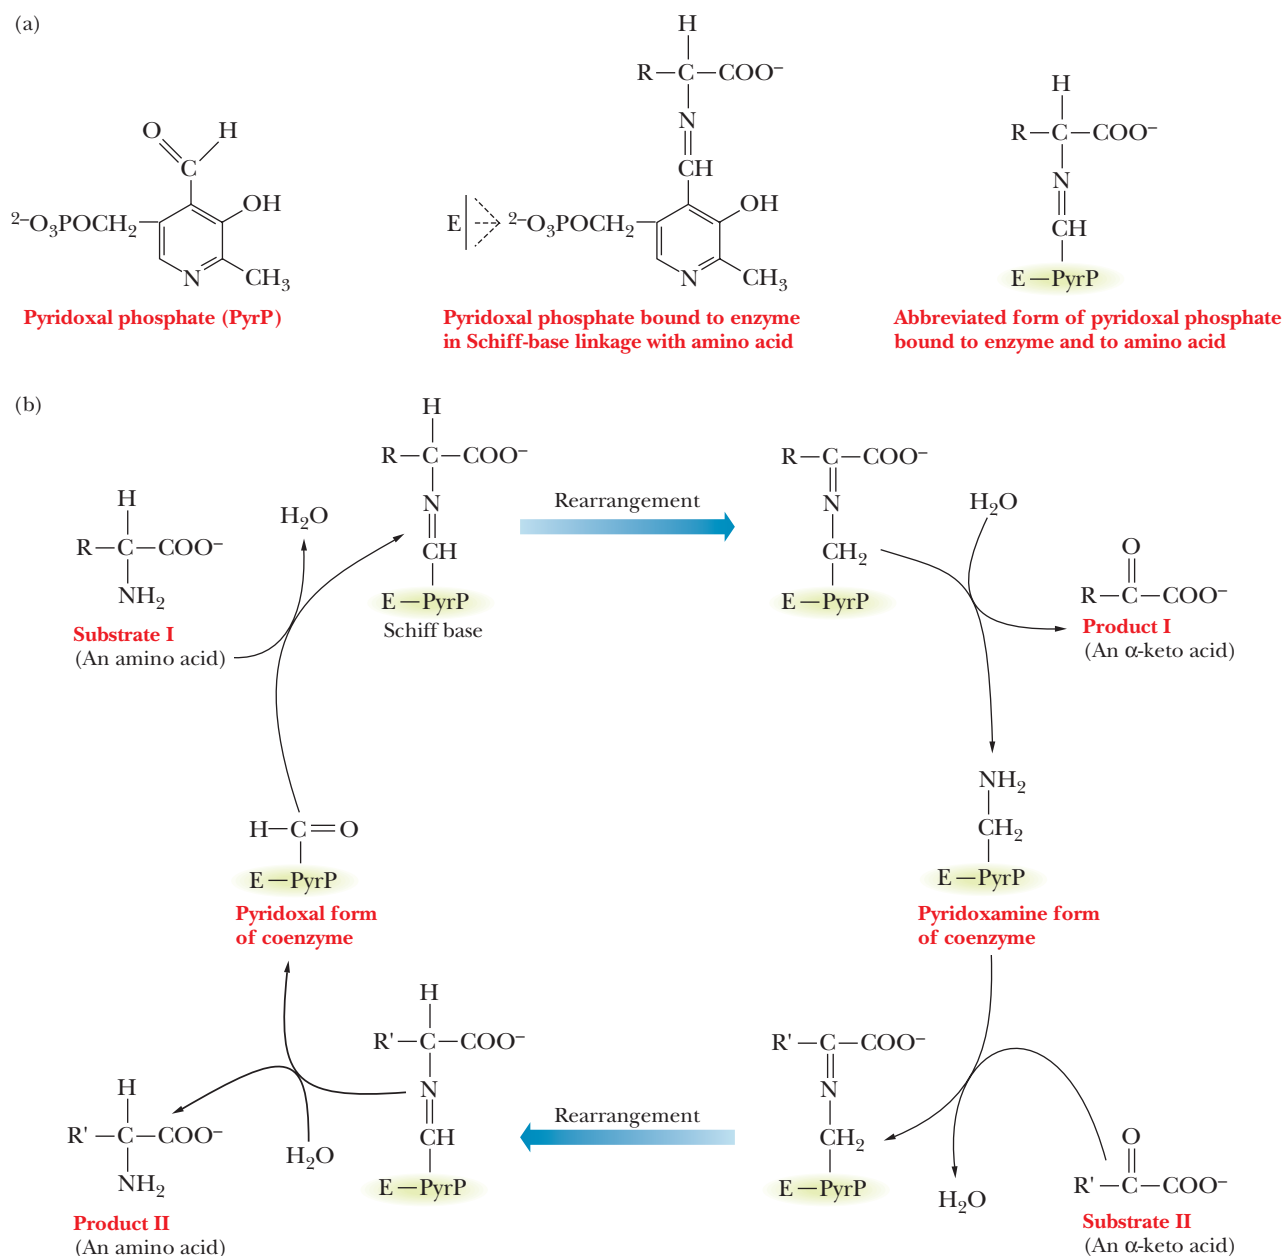 (a)
H
R—C—COO⁻
N
CH
O
H
C
²⁻O₃POCH₂
OH
N
CH₃
Pyridoxal phosphate (PyrP)
E
²⁻O₃POCH₂
OH
N
CH₃
Pyridoxal phosphate bound to enzyme
in Schiff-base linkage with amino acid
H
R—C—COO⁻
N
CH
E—PyrP
Abbreviated form of pyridoxal phosphate
bound to enzyme and to amino acid
(b)
H
R—C—COO⁻
NH₂
Substrate I
(An amino acid)
H₂O
H
R—C—COO⁻
N
CH
E—PyrP
Schiff base
Rearrangement
R—C—COO⁻
N
CH₂
E—PyrP
H₂O
O
R—C—COO⁻
Product I
(An α-keto acid)
H—C=O
E—PyrP
Pyridoxal form
of coenzyme
NH₂
CH₂
E—PyrP
Pyridoxamine form
of coenzyme
H
R'—C—COO⁻
NH₂
Product II
(An amino acid)
H₂O
H
R'—C—COO⁻
N
CH
E—PyrP
Rearrangement
R'—C—COO⁻
N
CH₂
E—PyrP
H₂O
O
R'—C—COO⁻
Substrate II
(An α-keto acid)